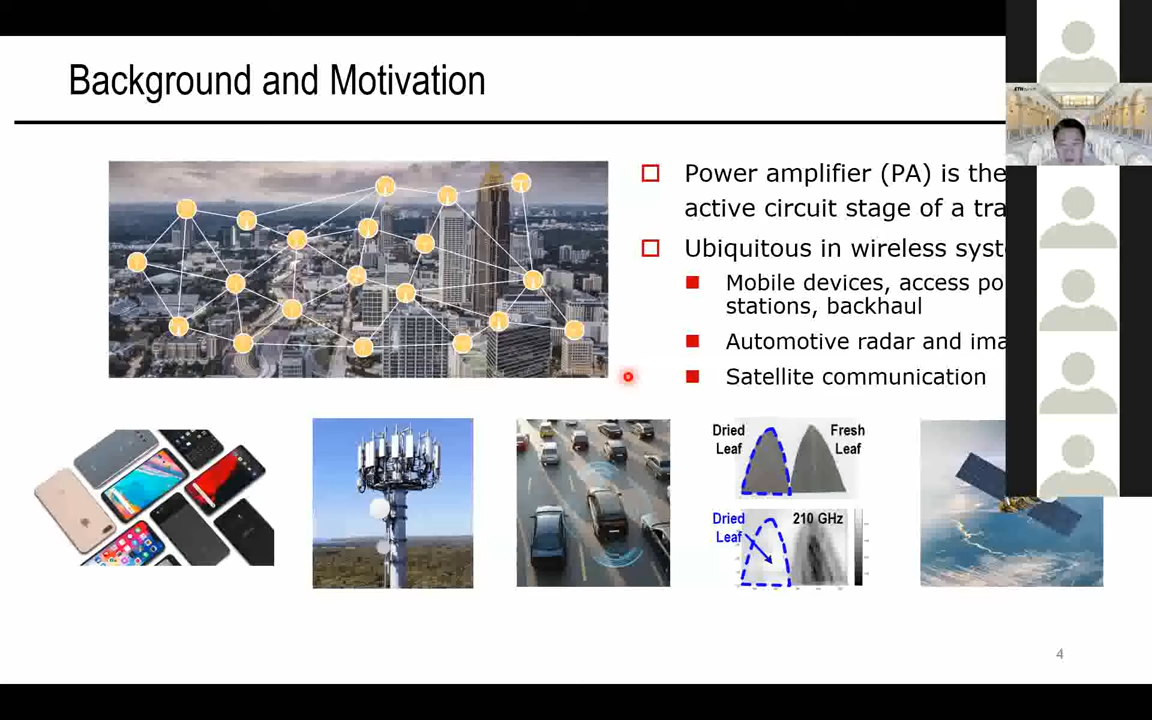 Background and Motivation
Power amplifier (PA) is the
active circuit stage of a tra
Ubiquitous in wireless syst
Mobile devices, access po
stations, backhaul
Automotive radar and ima
Satellite communication
Dried
Leaf
Fresh
Leaf
Dried
Leaf
210 GHz
4